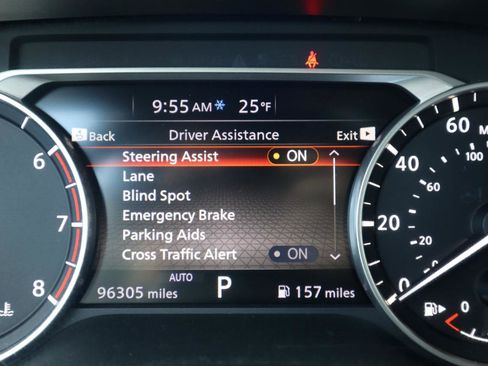 9:55 AM 25°F
Back Driver Assistance Exit
Steering Assist ON
Lane
Blind Spot
Emergency Brake
Parking Aids
Cross Traffic Alert ON
AUTO
96305 miles P 157 miles
6
7
8
60 M
100
80
40
60
40
20
20
0
0
0